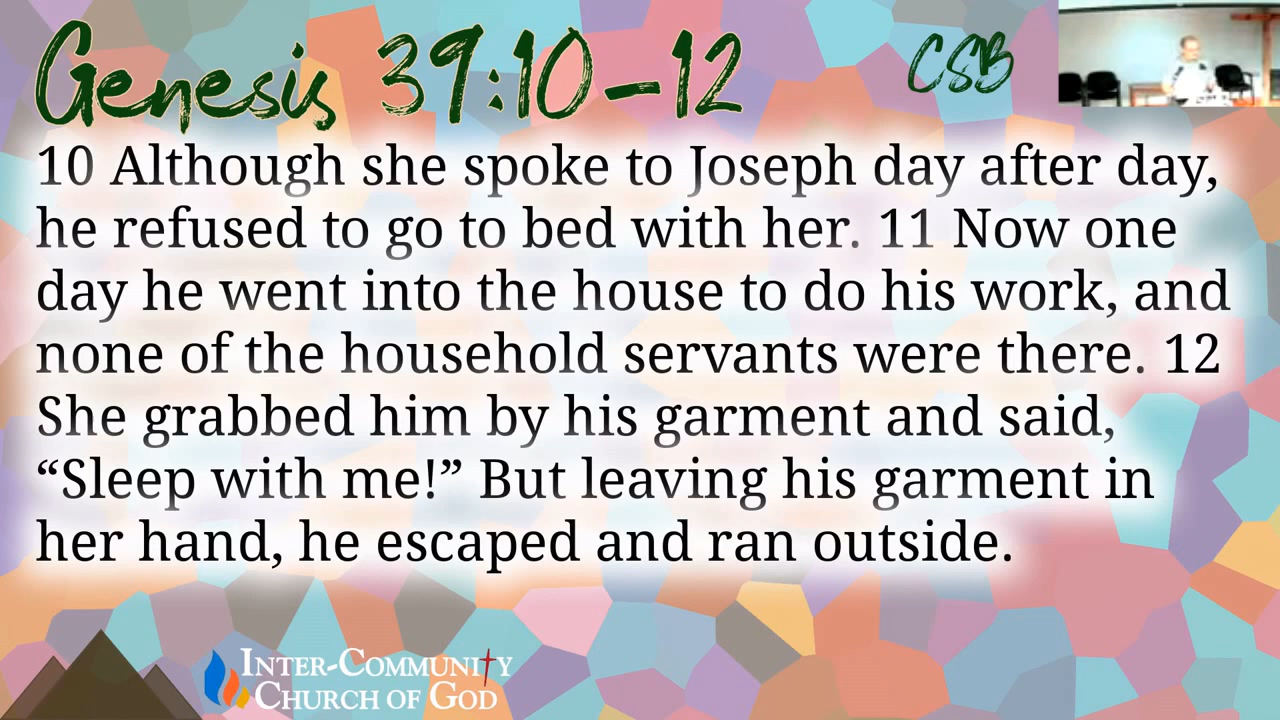 Genesis 39:10-12
CSB
10 Although she spoke to Joseph day after day,
he refused to go to bed with her. 11 Now one
day he went into the house to do his work, and
none of the household servants were there. 12
She grabbed him by his garment and said,
“Sleep with me!” But leaving his garment in
her hand, he escaped and ran outside.
INTER-COMMUNITY
CHURCH OF GOD